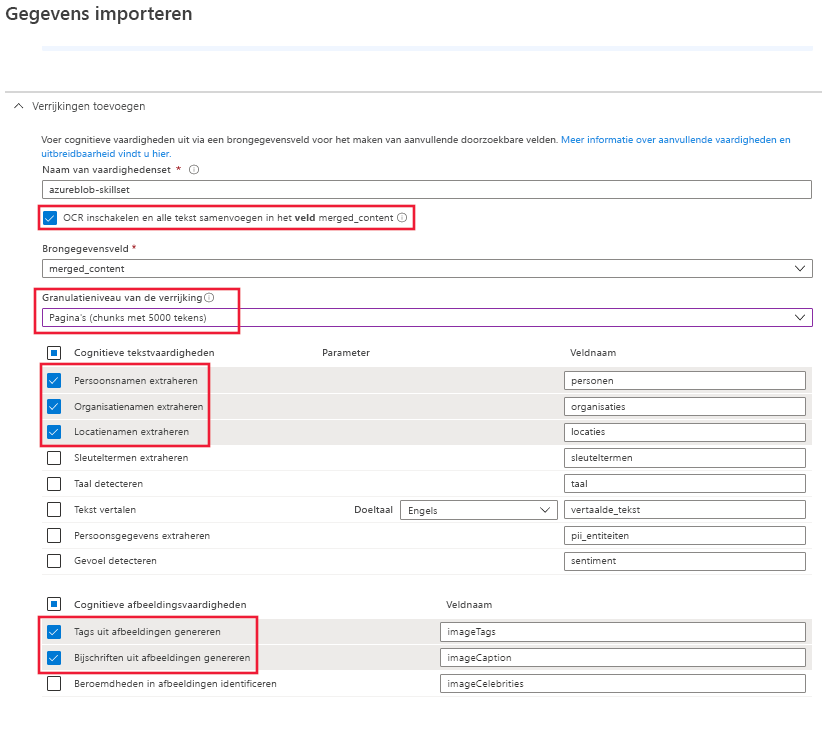 Gegevens importeren
Verrijkingen toevoegen
Voer cognitieve vaardigheden uit via een brongegevensveld voor het maken van aanvullende doorzoekbare velden. Meer informatie over aanvullende vaardigheden en
uitbreidbaarheid vindt u hier.
Naam van vaardighedenset *
azureblob-skillset
OCR inschakelen en alle tekst samenvoegen in het veld merged_content
Brongegevensveld *
merged_content
Granulatieniveau van de verrijking
Pagina's (chunks met 5000 tekens)
Cognitieve tekstvaardigheden Parameter Veldnaam
Persoonsnamen extraheren personen
Organisatienamen extraheren organisaties
Locatienamen extraheren locaties
Sleuteltermen extraheren sleuteltermen
Taal detecteren taal
Tekst vertalen Doeltaal Engels vertaalde_tekst
Persoonsgegevens extraheren pii_entiteiten
Gevoel detecteren sentiment
Cognitieve afbeeldingsvaardigheden Veldnaam
Tags uit afbeeldingen genereren imageTags
Bijschriften uit afbeeldingen genereren imageCaption
Beroemdheden in afbeeldingen identificeren imageCelebrities